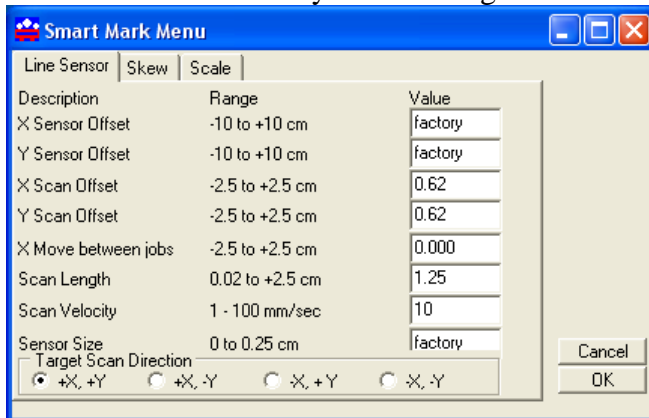 Smart Mark Menu
Line Sensor Skew Scale
Description Range Value
X Sensor Offset -10 to +10 cm factory
Y Sensor Offset -10 to +10 cm factory
X Scan Offset -2.5 to +2.5 cm 0.62
Y Scan Offset -2.5 to +2.5 cm 0.62
X Move between jobs -2.5 to +2.5 cm 0.000
Scan Length 0.02 to +2.5 cm 1.25
Scan Velocity 1 - 100 mm/sec 10
Sensor Size 0 to 0.25 cm factory
Target Scan Direction
+X, +Y +X, -Y -X, + Y -X, -Y
Cancel
OK